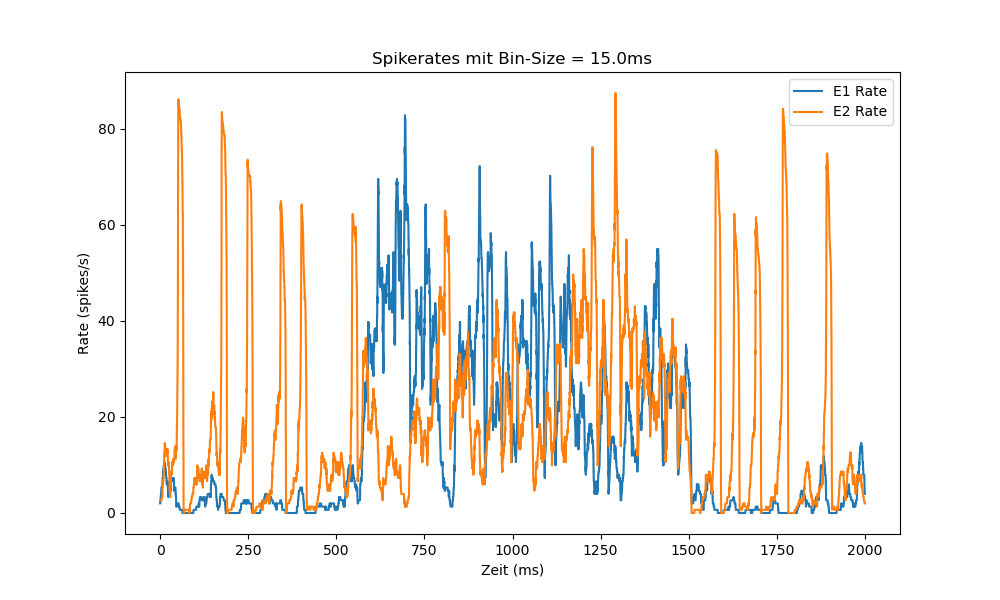 Spikerates mit Bin-Size = 15.0ms
E1 Rate
E2 Rate
Rate (spikes/s)
80
60
40
20
0
0 250 500 750 1000 1250 1500 1750 2000
Zeit (ms)